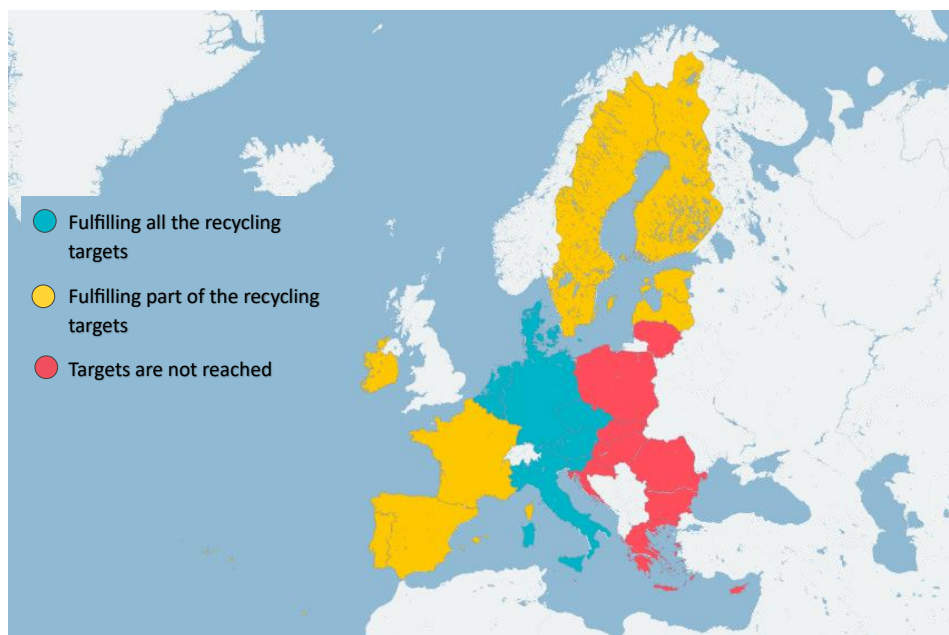 Fulfilling all the recycling
targets
Fulfilling part of the recycling
targets
Targets are not reached